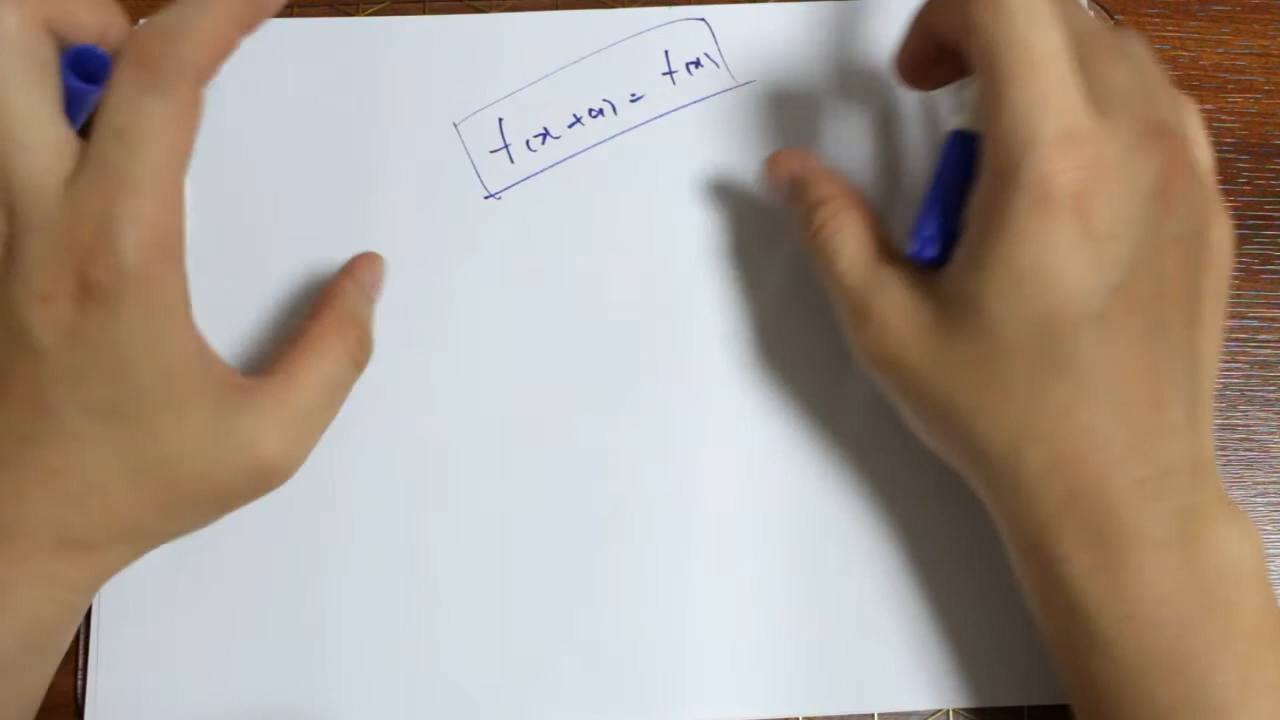 f(x+a) = f(x)